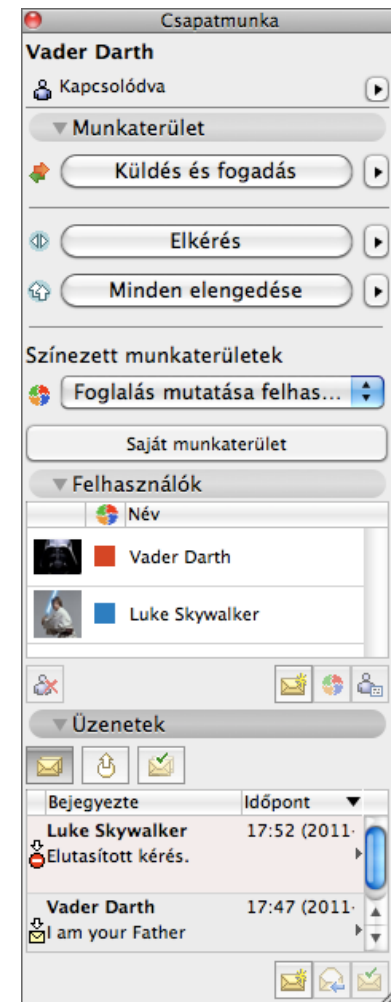 Csapatmunka
Vader Darth
Kapcsolódva
Munkaterület
Küldés és fogadás
Elkérés
Minden elengedése
Színezett munkaterületek
Foglalás mutatása felhas...
Saját munkaterület
Felhasználók
Név
Vader Darth
Luke Skywalker
Üzenetek
Bejegyezte Időpont
Luke Skywalker 17:52 (2011-
Elutasított kérés.
Vader Darth 17:47 (2011-
I am your Father